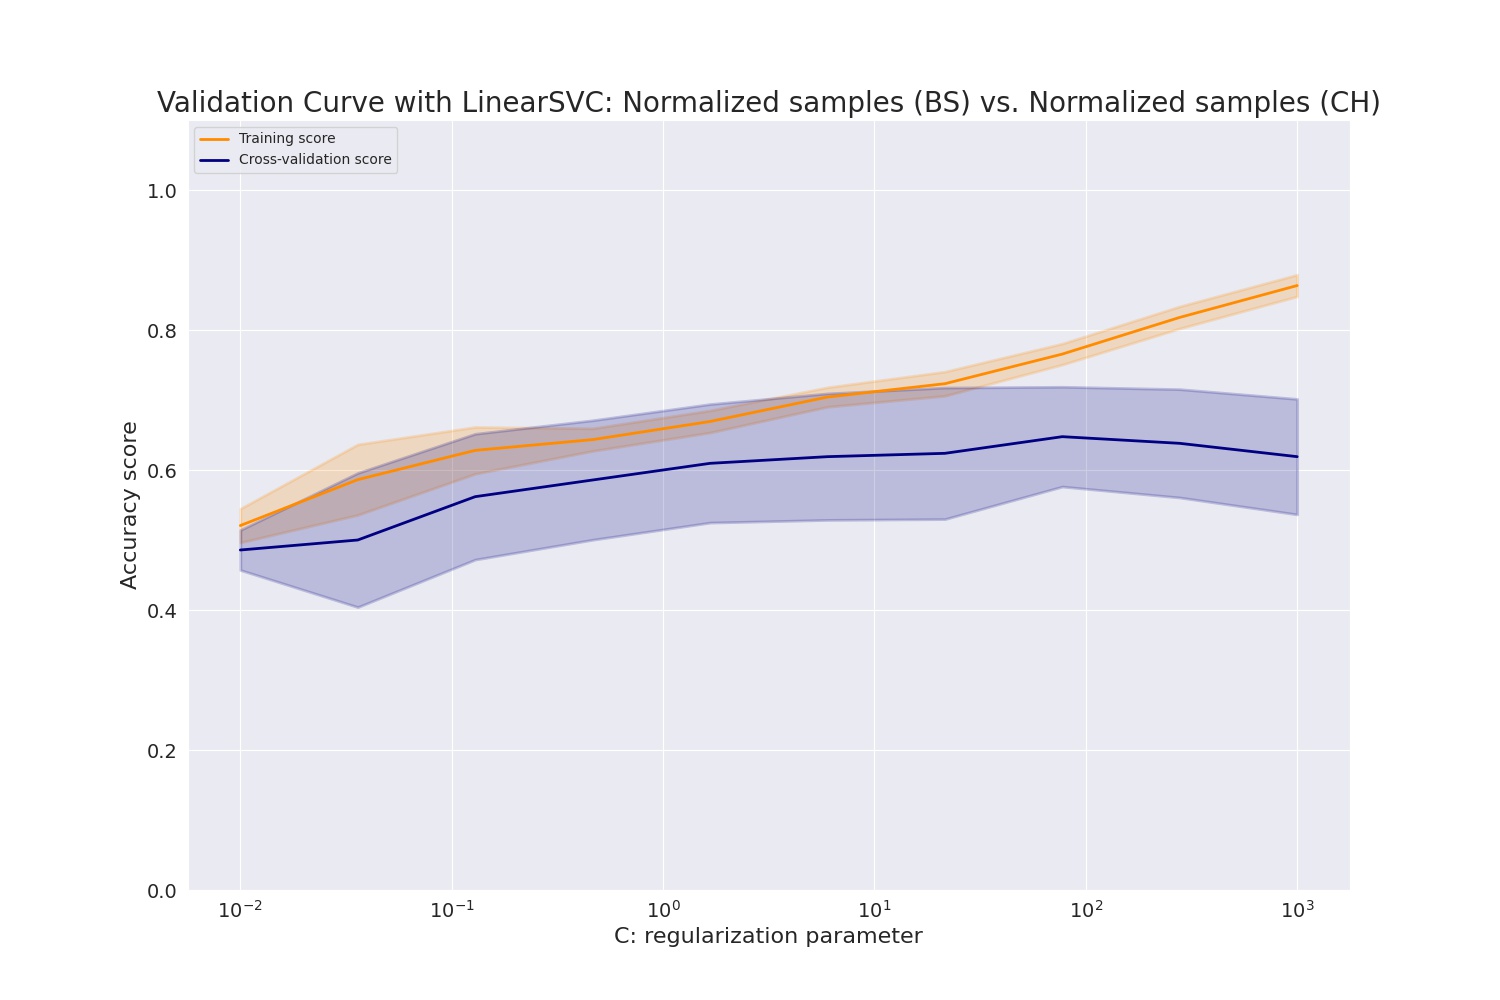 Validation Curve with LinearSVC: Normalized samples (BS) vs. Normalized samples (CH)
Training score
Cross-validation score
1.0
0.8
0.6
0.4
0.2
0.0
Accuracy score
10⁻² 10⁻¹ 10⁰ 10¹ 10² 10³
C: regularization parameter